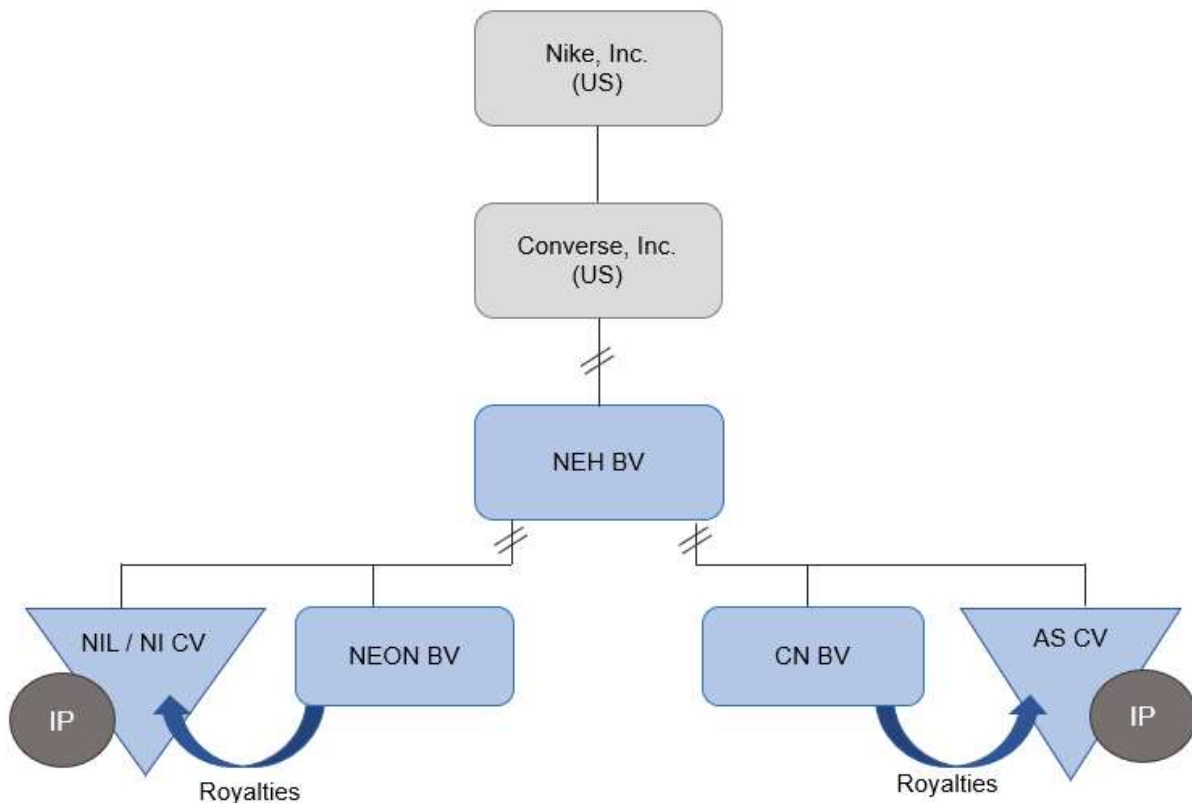 Nike, Inc.
(US)
Converse, Inc.
(US)
NEH BV
NIL / NI CV
NEON BV
CN BV
AS CV
IP
IP
Royalties
Royalties